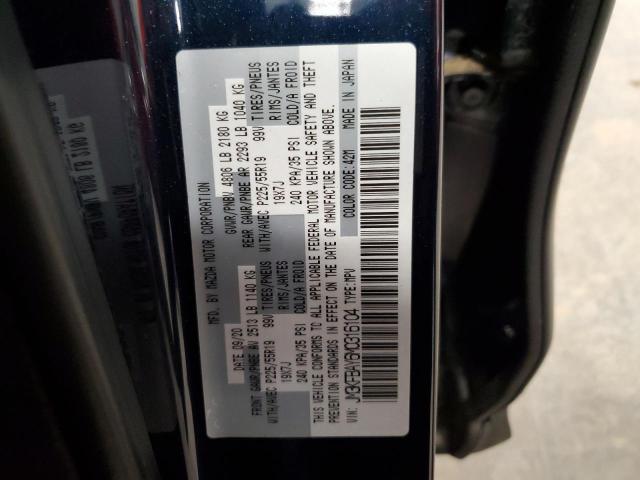 MFD. BY MAZDA MOTOR CORPORATION
DATE 09/20 GVWR/PNBV 4806 LB 2180 KG
FRONT GAWR/PNBE AV 2513 LB 1140 KG REAR GAWR/PNBE AR 2293 LB 1040 KG
WITH/AVEC P225/55R19 99V TIRES/PNEUS WITH/AVEC P225/55R19 99V TIRES/PNEUS
19X7J RIMS/JANTES 19X7J RIMS/JANTES
240 KPA/35 PSI COLD/A FROID 240 KPA/35 PSI COLD/A FROID
THIS VEHICLE CONFORMS TO ALL APPLICABLE FEDERAL MOTOR VEHICLE SAFETY AND THEFT
PREVENTION STANDARDS IN EFFECT ON THE DATE OF MANUFACTURE SHOWN ABOVE.
COLOR CODE: 42M MADE IN JAPAN
VIN: JM3KFBAY6M0316104 TYPE: MPV